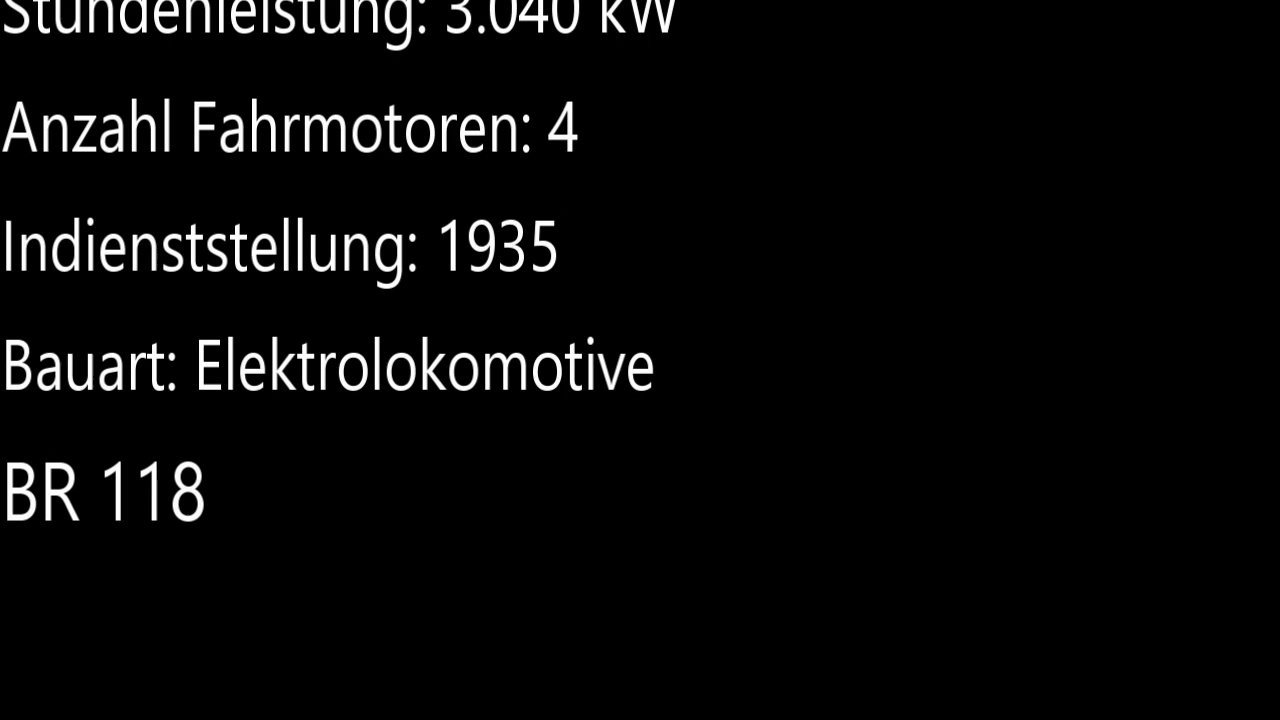 Stundenleistung: 3.040 kW
Anzahl Fahrmotoren: 4
Indienststellung: 1935
Bauart: Elektrolokomotive
BR 118